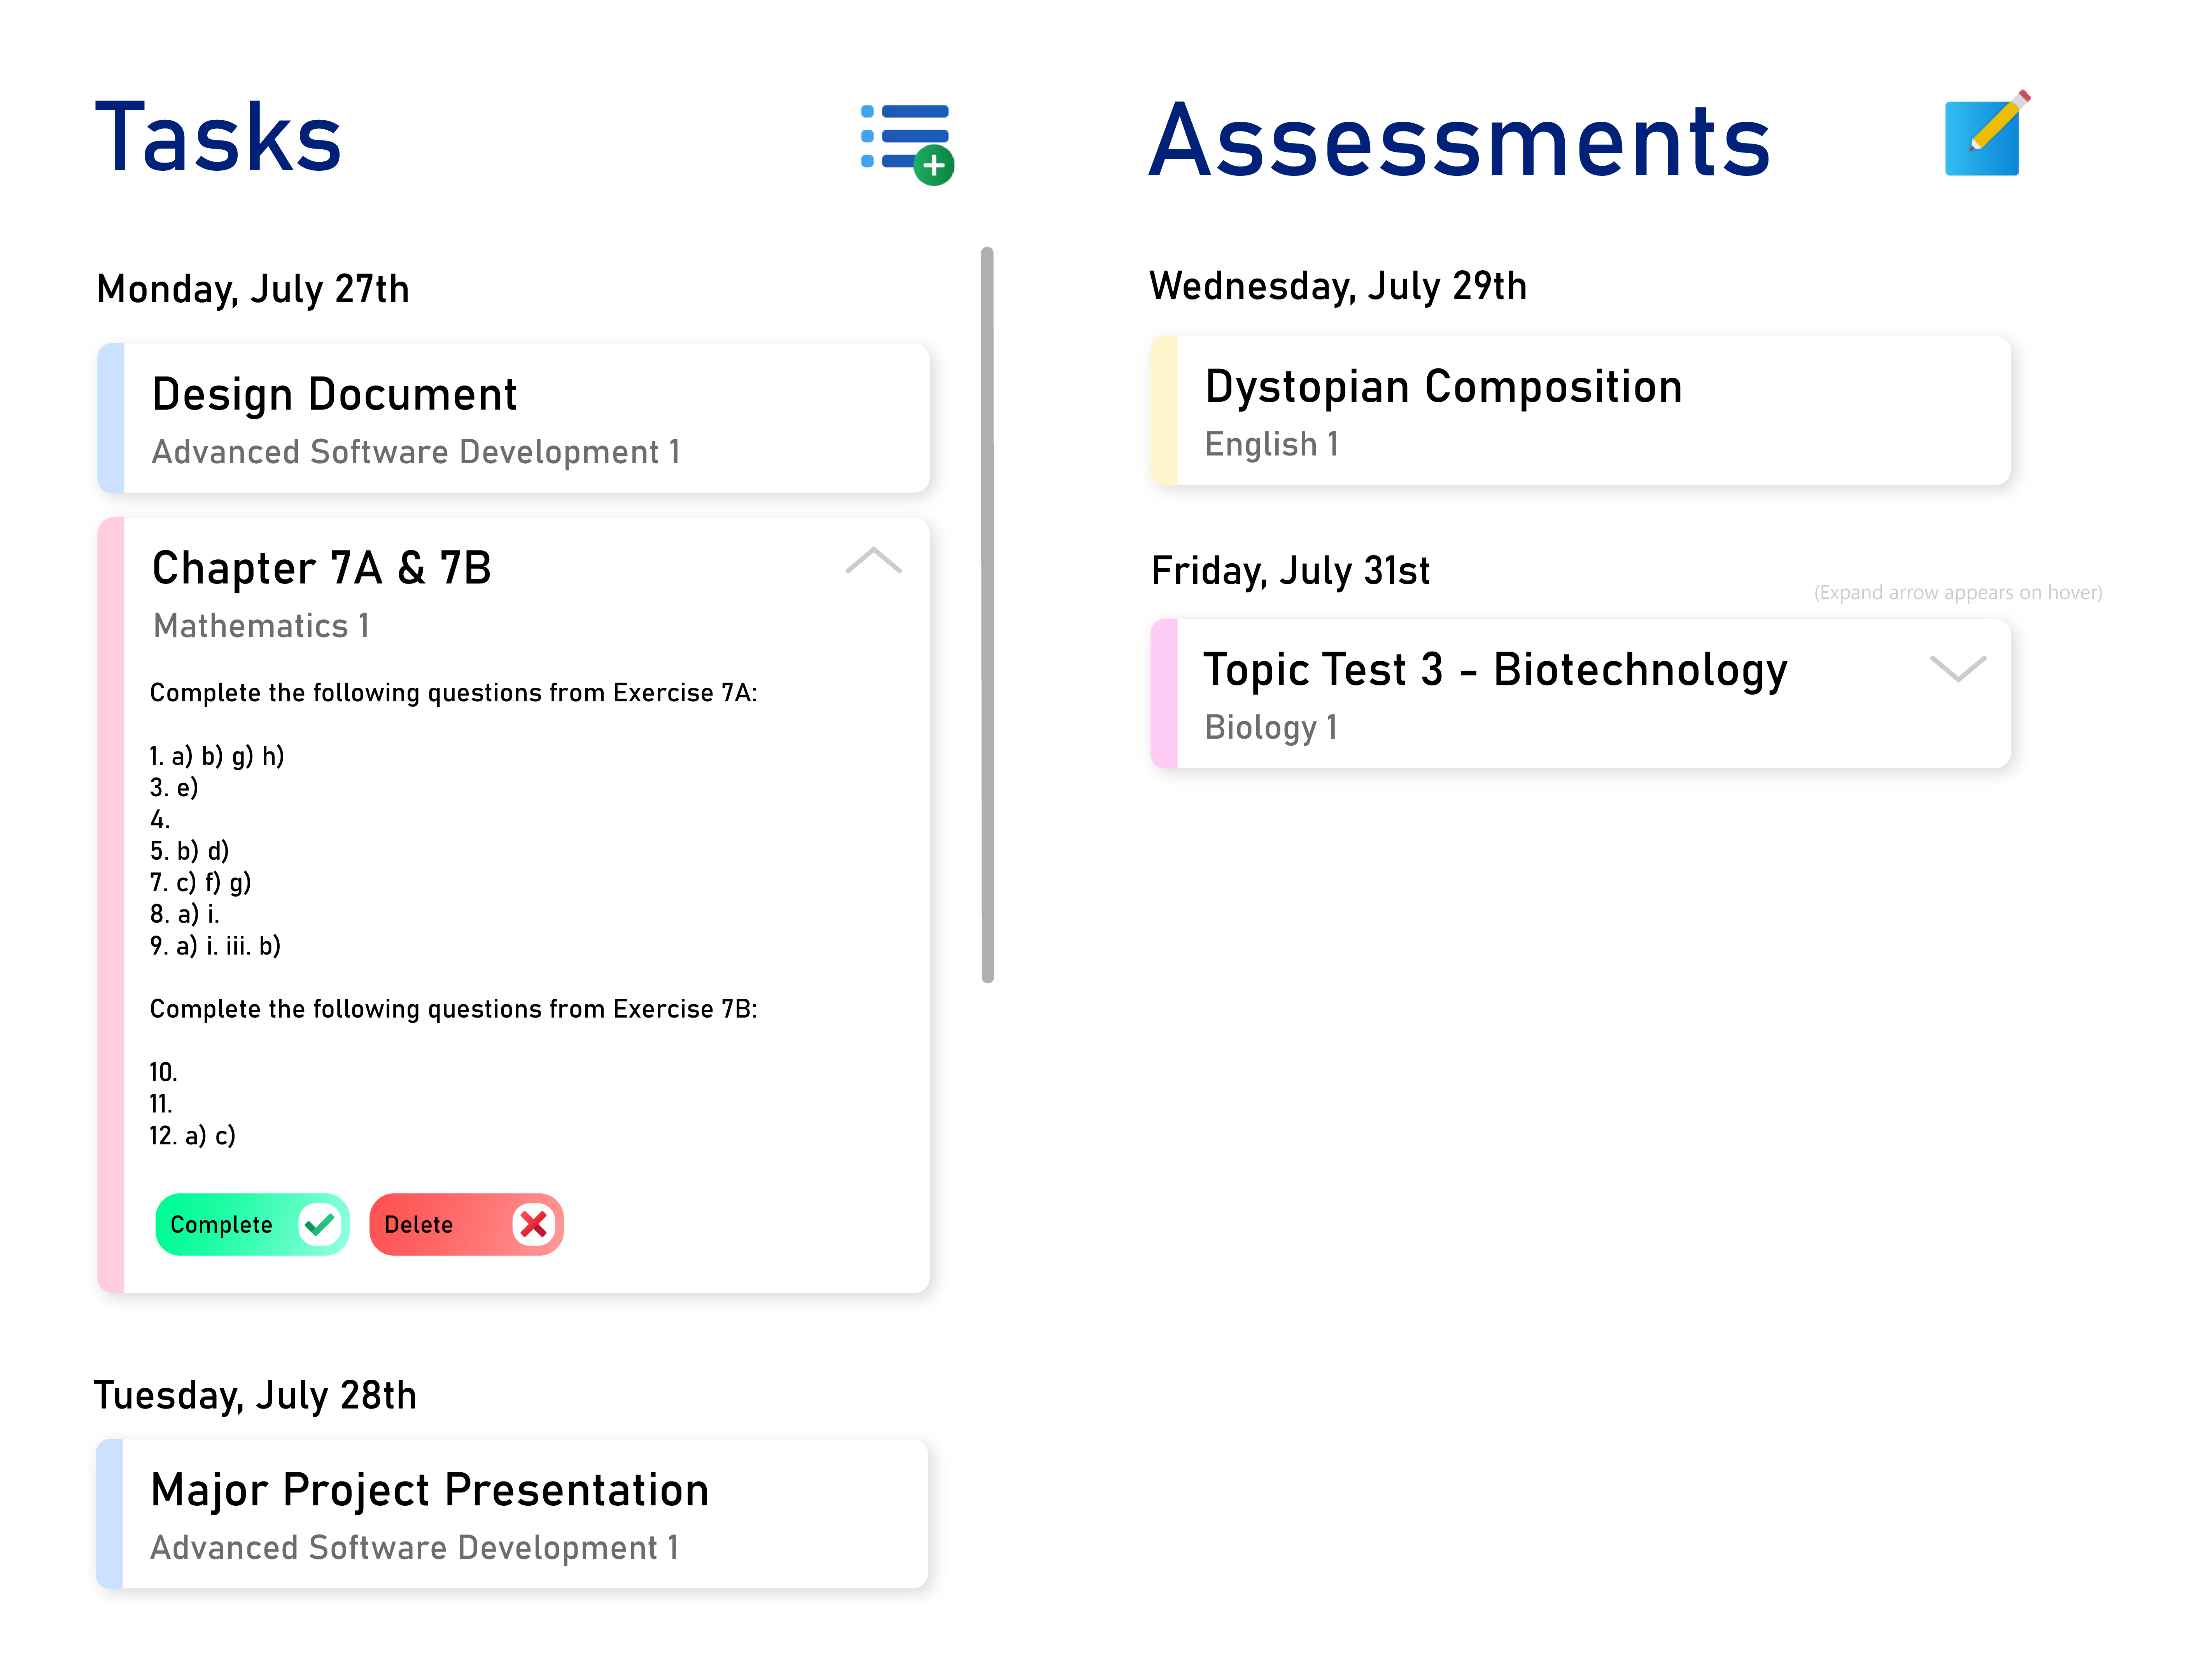 Tasks
Monday, July 27th
Design Document
Advanced Software Development 1
Chapter 7A & 7B
Mathematics 1
Complete the following questions from Exercise 7A:
1. a) b) g) h)
3. e)
4.
5. b) d)
7. c) f) g)
8. a) i.
9. a) i. iii. b)
Complete the following questions from Exercise 7B:
10.
11.
12. a) c)
Complete
Delete
Tuesday, July 28th
Major Project Presentation
Advanced Software Development 1
Assessments
Wednesday, July 29th
Dystopian Composition
English 1
Friday, July 31st
(Expand arrow appears on hover)
Topic Test 3 - Biotechnology
Biology 1